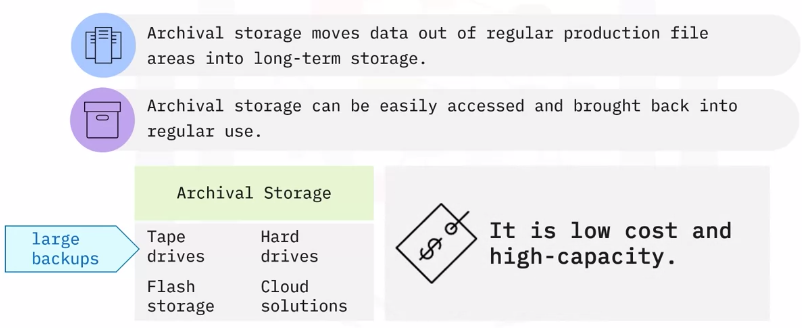 Archival storage moves data out of regular production file
areas into long-term storage.
Archival storage can be easily accessed and brought back into
regular use.
Archival Storage
large
backups
Tape
drives
Hard
drives
Flash
storage
Cloud
solutions
$
It is low cost and
high-capacity.